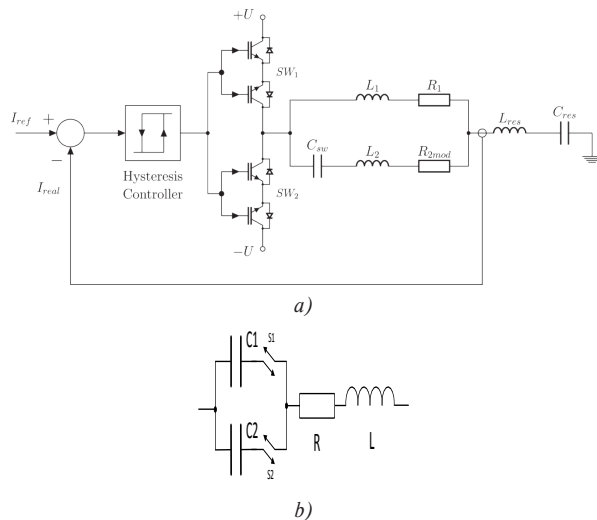 +U
SW1
L1
R1
Iref
+
Csw
L2
R2mod
Lres
Cres
−
Ireal
Hysteresis
Controller
SW2
−U
a)
C1
S1
C2
S2
R
L
b)